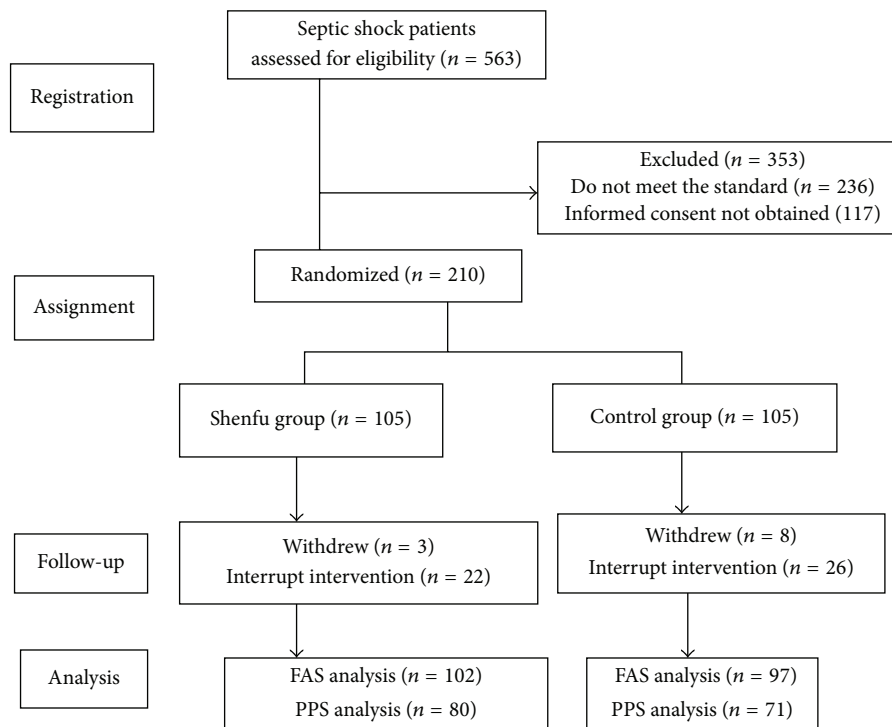 Septic shock patients
assessed for eligibility (n = 563)
Registration
Excluded (n = 353)
Do not meet the standard (n = 236)
Informed consent not obtained (117)
Randomized (n = 210)
Assignment
Shenfu group (n = 105)
Control group (n = 105)
Follow-up
Withdrew (n = 3)
Interrupt intervention (n = 22)
Withdrew (n = 8)
Interrupt intervention (n = 26)
Analysis
FAS analysis (n = 102)
PPS analysis (n = 80)
FAS analysis (n = 97)
PPS analysis (n = 71)